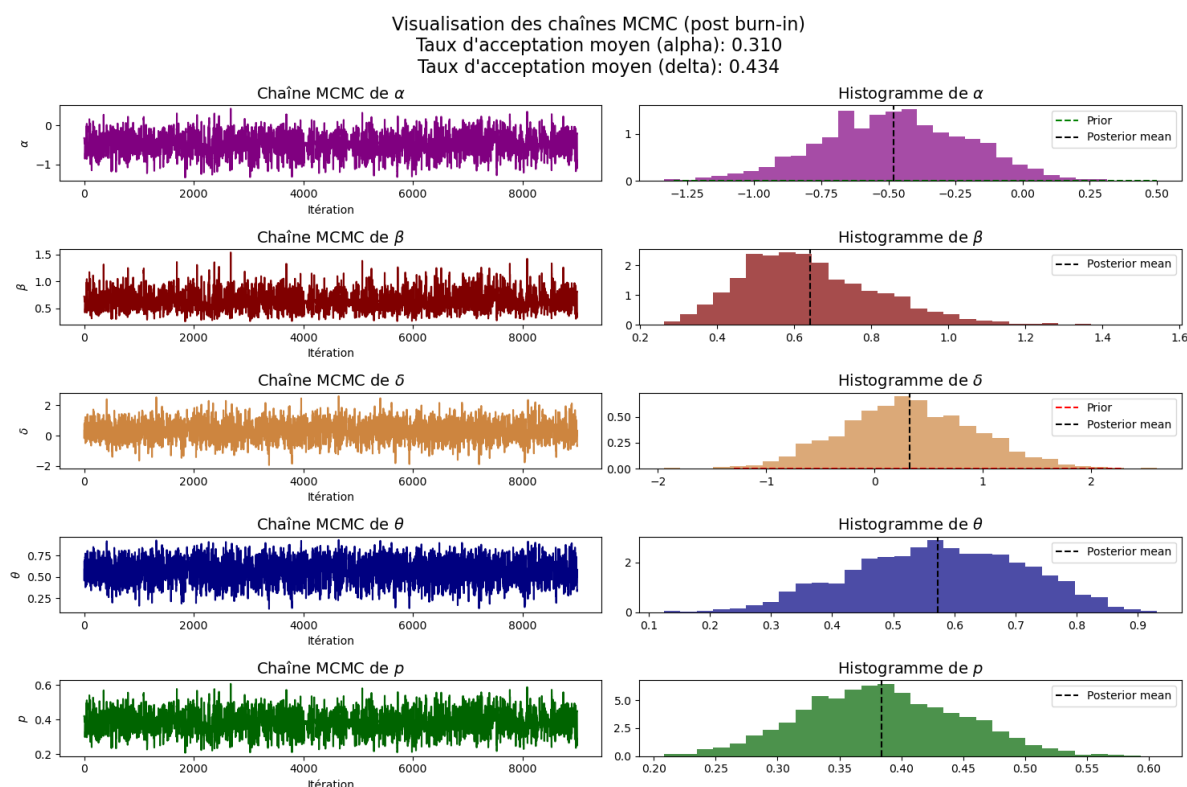 Visualisation des chaînes MCMC (post burn-in)
Taux d'acceptation moyen (alpha): 0.310
Taux d'acceptation moyen (delta): 0.434
Chaîne MCMC de α
α
0
−1
0 2000 4000 6000 8000
Itération
Histogramme de α
Prior
Posterior mean
1
0
−1.25 −1.00 −0.75 −0.50 −0.25 0.00 0.25 0.50
Chaîne MCMC de β
β
1.5
1.0
0.5
0 2000 4000 6000 8000
Itération
Histogramme de β
Posterior mean
2
1
0
0.2 0.4 0.6 0.8 1.0 1.2 1.4 1.6
Chaîne MCMC de δ
δ
2
0
−2
0 2000 4000 6000 8000
Itération
Histogramme de δ
Prior
Posterior mean
0.50
0.25
0.00
−2 −1 0 1 2
Chaîne MCMC de θ
θ
0.75
0.50
0.25
0 2000 4000 6000 8000
Itération
Histogramme de θ
Posterior mean
2
0
0.1 0.2 0.3 0.4 0.5 0.6 0.7 0.8 0.9
Chaîne MCMC de p
p
0.6
0.4
0.2
0 2000 4000 6000 8000
Itération
Histogramme de p
Posterior mean
5.0
2.5
0.0
0.20 0.25 0.30 0.35 0.40 0.45 0.50 0.55 0.60